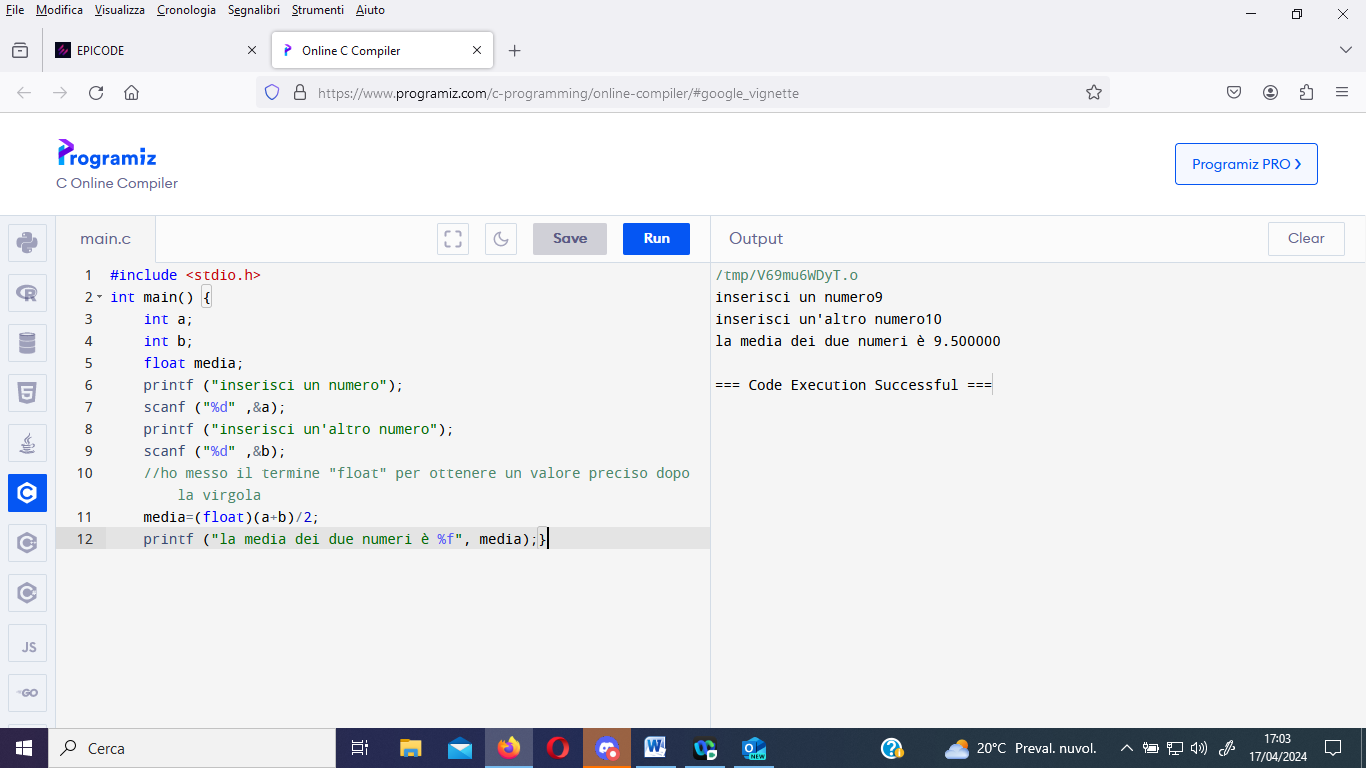 File Modifica Visualizza Cronologia Segnalibri Strumenti Aiuto
EPICODE
Online C Compiler
https://www.programiz.com/c-programming/online-compiler/#google_vignette
Programiz
C Online Compiler
Programiz PRO
main.c
Save
Run
Output
Clear
1 #include <stdio.h>
2 int main() {
3 int a;
4 int b;
5 float media;
6 printf ("inserisci un numero");
7 scanf ("%d" ,&a);
8 printf ("inserisci un'altro numero");
9 scanf ("%d" ,&b);
10 //ho messo il termine "float" per ottenere un valore preciso dopo
la virgola
11 media=(float)(a+b)/2;
12 printf ("la media dei due numeri è %f", media);}
/tmp/V69mu6WDyT.o
inserisci un numero9
inserisci un'altro numero10
la media dei due numeri è 9.500000
=== Code Execution Successful ===
JS
GO
Cerca
20°C Preval. nuvol.
17:03
17/04/2024